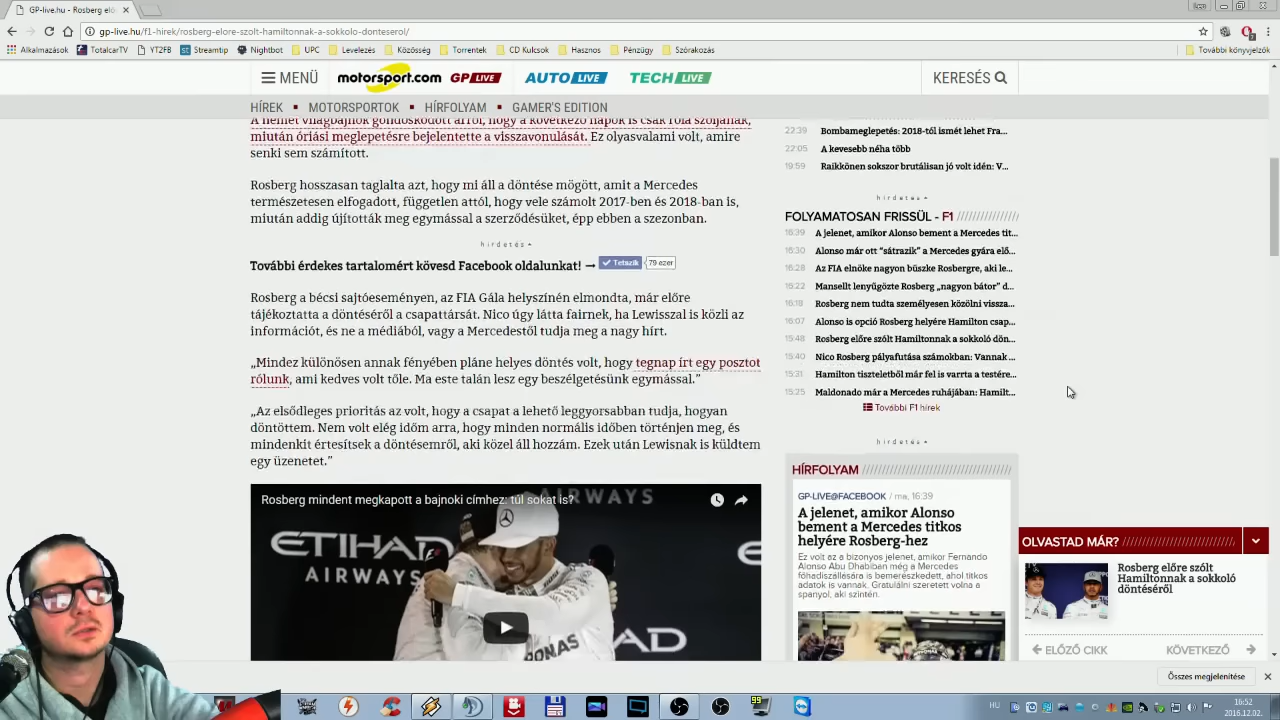 GP-Live.hu - Rosberg e
gp-live.hu/f1-hirek/rosberg-elore-szolt-hamiltonnak-a-sokkolo-donteserol/
Alkalmazások TotalCar YT2FB Streamtip Nightbot UPC Levelezés Közösség Torrentek CD Kulcsok Hasznos Pénzügy Szórakozás További könyvjelzők
MENÜ motorsport.com GP LIVE AUTO LIVE TECH LIVE KERESÉS
HÍREK MOTORSPORTOK HÍRFOLYAM GAMER'S EDITION
A német világbajnok gondoskodott arról, hogy a következő napok is csak róla szóljanak,
miután óriási meglepetésre bejelentette a visszavonulását. Ez olyasvalami volt, amire
senki sem számított.
Rosberg hosszasan taglalta azt, hogy mi áll a döntése mögött, amit a Mercedes
természetesen elfogadott, független attól, hogy vele számolt 2017-ben és 2018-ban is,
miután addig újították meg egymással a szerződésüket, épp ebben a szezonban.
hirdetés
További érdekes tartalomért kövesd Facebook oldalunkat! → Tetszik 79 ezer
Rosberg a bécsi sajtóeseményen, az FIA Gála helyszínén elmondta, már előre
tájékoztatta a döntéséről a csapattársát. Nico úgy látta fairnek, ha Lewisszal is közli az
információt, és ne a médiából, vagy a Mercedestől tudja meg a nagy hírt.
„Mindez különösen annak fényében pláne helyes döntés volt, hogy tegnap írt egy posztot
rólunk, ami kedves volt tőle. Ma este talán lesz egy beszélgetésünk egymással.”
„Az elsődleges prioritás az volt, hogy a csapat a lehető leggyorsabban tudja, hogyan
döntöttem. Nem volt elég időm arra, hogy minden normális időben történjen meg, és
mindenkit értesítsek a döntésemről, aki közel áll hozzám. Ezek után Lewisnak is küldtem
egy üzenetet.”
Rosberg mindent megkapott a bajnoki címhez: túl sokat is?
AIRWAYS
ETIHAD
AIRWAYS
22:39 Bombameglepetés: 2018-tól ismét lehet Fra...
22:05 A kevesebb néha több
19:59 Raikkönen sokszor brutálisan jó volt idén: V...
hirdetés
FOLYAMATOSAN FRISSÜL - F1
16:39 A jelenet, amikor Alonso bement a Mercedes tit...
16:30 Alonso már ott “sátrazik” a Mercedes gyára elő...
16:28 Az FIA elnöke nagyon büszke Rosbergre, aki le...
16:22 Mansellt lenyűgözte Rosberg „nagyon bátor” d...
16:18 Rosberg nem tudta személyesen közölni vissza...
16:07 Alonso is opció Rosberg helyére Hamilton csap...
15:48 Rosberg előre szólt Hamiltonnak a sokkoló dön...
15:40 Nico Rosberg pályafutása számokban: Vannak ...
15:31 Hamilton tiszteletből már fel is varrta a testére...
15:25 Maldonado már a Mercedes ruhájában: Hamilt...
További F1 hírek
hirdetés
HÍRFOLYAM
GP-LIVE@FACEBOOK / ma, 16:39
A jelenet, amikor Alonso
bement a Mercedes titkos
helyére Rosberg-hez
Ez volt az a bizonyos jelenet, amikor Fernando
Alonso Abu Dhabiban még a Mercedes
főhadiszállására is bemerészkedett, ahol titkos
adatok is vannak. Gratulálni szeretett volna a
spanyol, aki szintén.
OLVASTAD MÁR?
Rosberg előre szólt
Hamiltonnak a sokkoló
döntéséről
ELŐZŐ CIKK KÖVETKEZŐ
Összes megjelenítése
HU 16:52
2016.12.02.